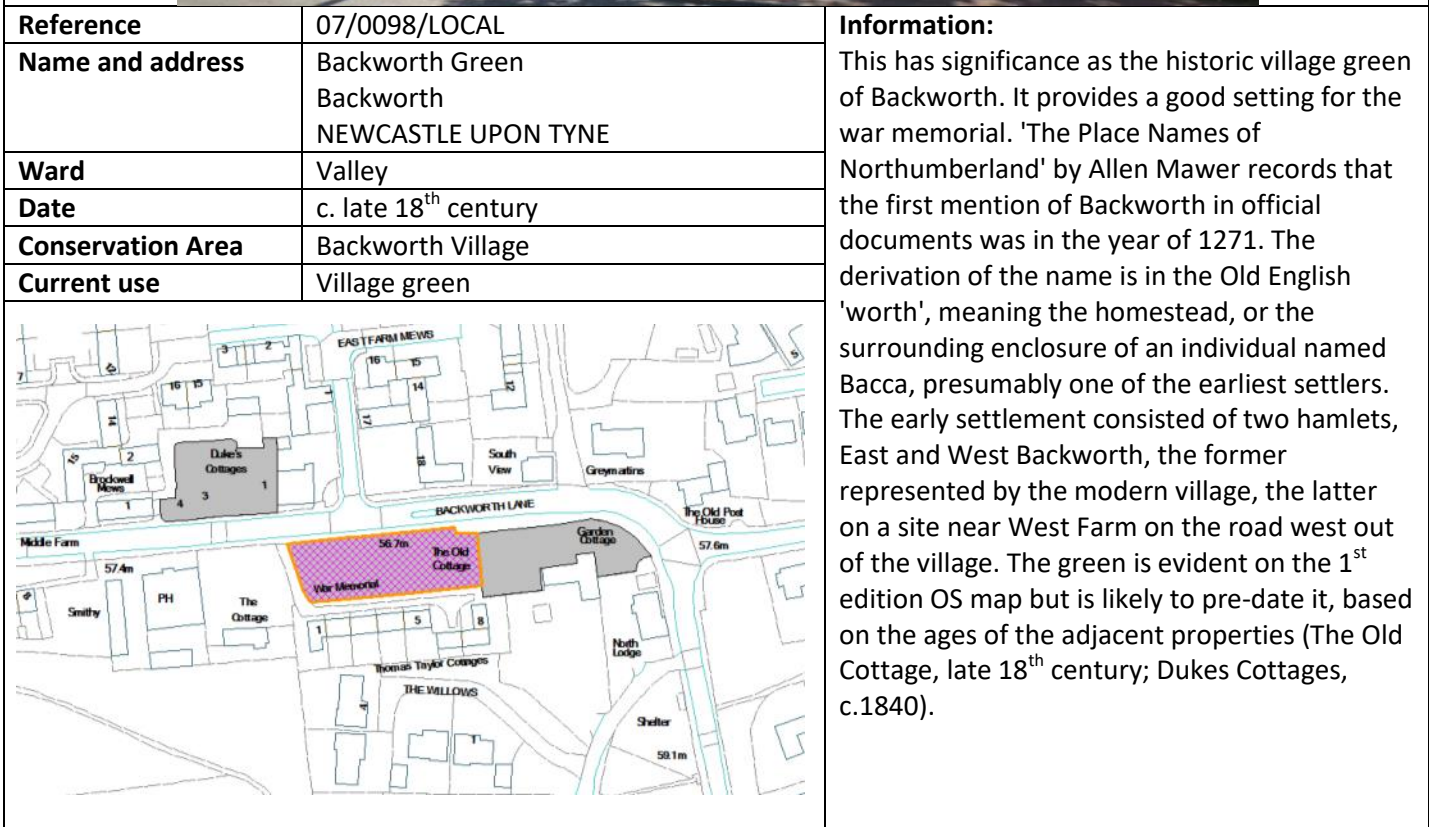 Reference 07/0098/LOCAL
Name and address Backworth Green
Backworth
NEWCASTLE UPON TYNE
Ward Valley
Date c. late 18th century
Conservation Area Backworth Village
Current use Village green
EAST FARM MEWS
3
2
16
15
7
16 15
14
12
5
14
17
Duke's
Cottages
2
18
South
View
Brockwell
Mews
1
4
3
1
Greymartins
BACKWORTH LANE
The Old Post
House
Middle Farm
56.7m
The Old
Cottage
Garden
Cottage
57.6m
57.4m
War Memorial
Smithy
PH
The
Cottage
1
5
8
North
Lodge
Thomas Taylor Cottages
THE WILLOWS
4
1
Shelter
59.1m
Information:
This has significance as the historic village green
of Backworth. It provides a good setting for the
war memorial. 'The Place Names of
Northumberland' by Allen Mawer records that
the first mention of Backworth in official
documents was in the year of 1271. The
derivation of the name is in the Old English
'worth', meaning the homestead, or the
surrounding enclosure of an individual named
Bacca, presumably one of the earliest settlers.
The early settlement consisted of two hamlets,
East and West Backworth, the former
represented by the modern village, the latter
on a site near West Farm on the road west out
of the village. The green is evident on the 1st
edition OS map but is likely to pre-date it, based
on the ages of the adjacent properties (The Old
Cottage, late 18th century; Dukes Cottages,
c.1840).